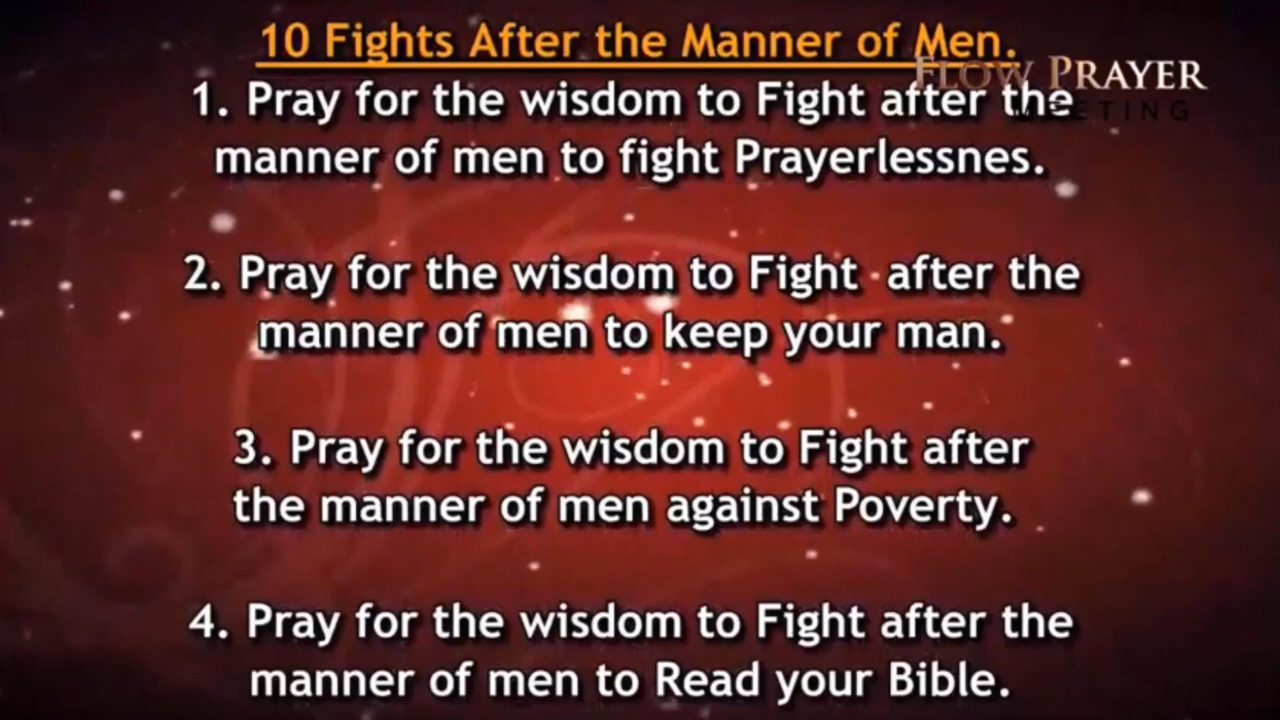 10 Fights After the Manner of Men.
FLOW PRAYER
MEETING
1. Pray for the wisdom to Fight after the
manner of men to fight Prayerlessnes.
2. Pray for the wisdom to Fight after the
manner of men to keep your man.
3. Pray for the wisdom to Fight after
the manner of men against Poverty.
4. Pray for the wisdom to Fight after the
manner of men to Read your Bible.